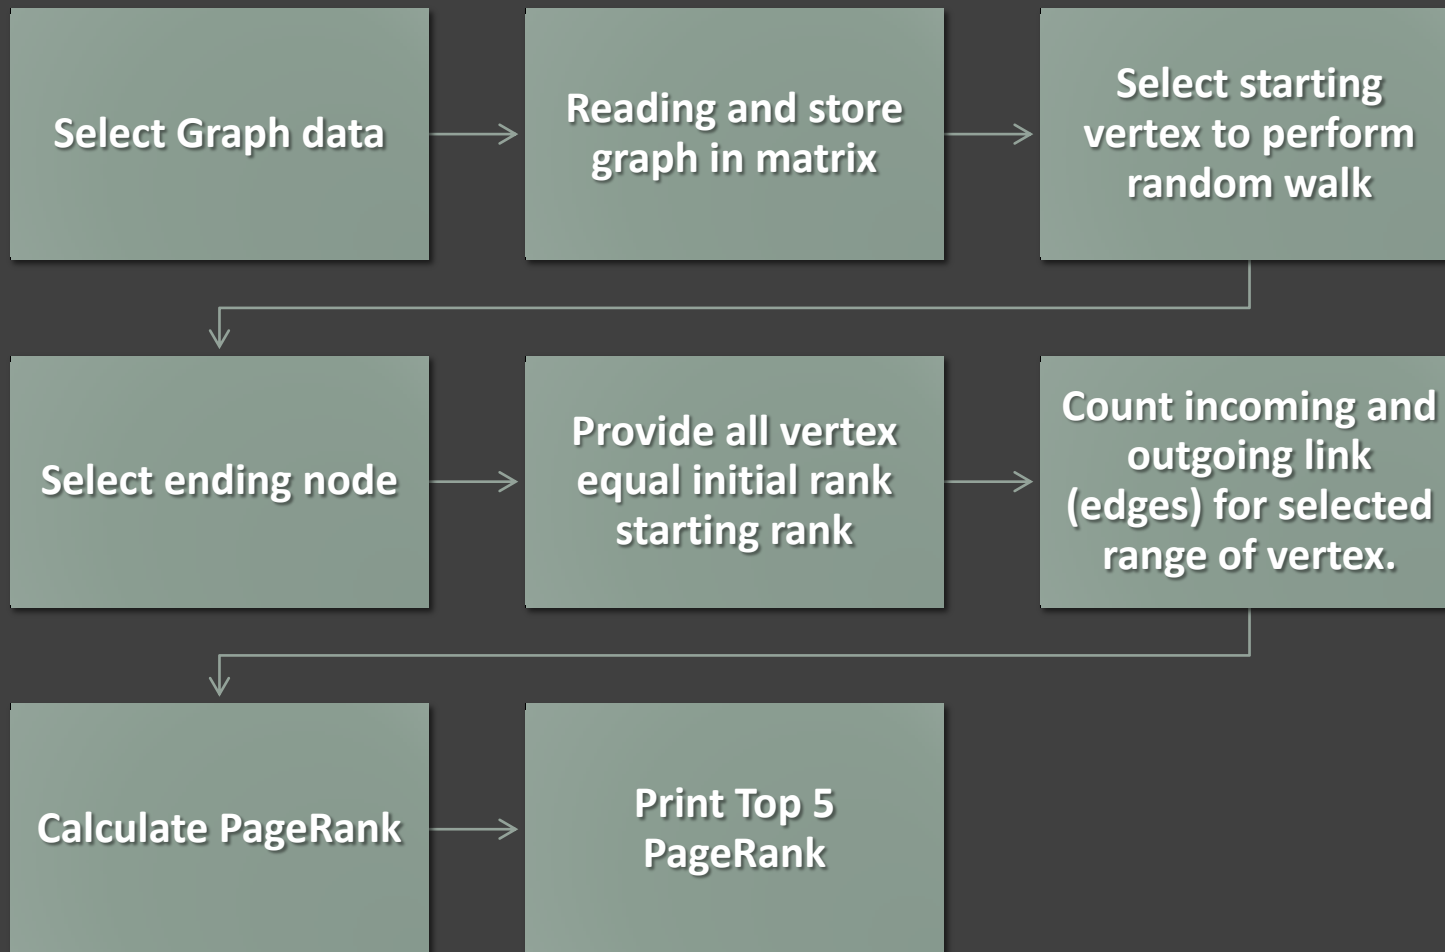 Select Graph data
Reading and store
graph in matrix
Select starting
vertex to perform
random walk
Select ending node
Provide all vertex
equal initial rank
starting rank
Count incoming and
outgoing link
(edges) for selected
range of vertex.
Calculate PageRank
Print Top 5
PageRank